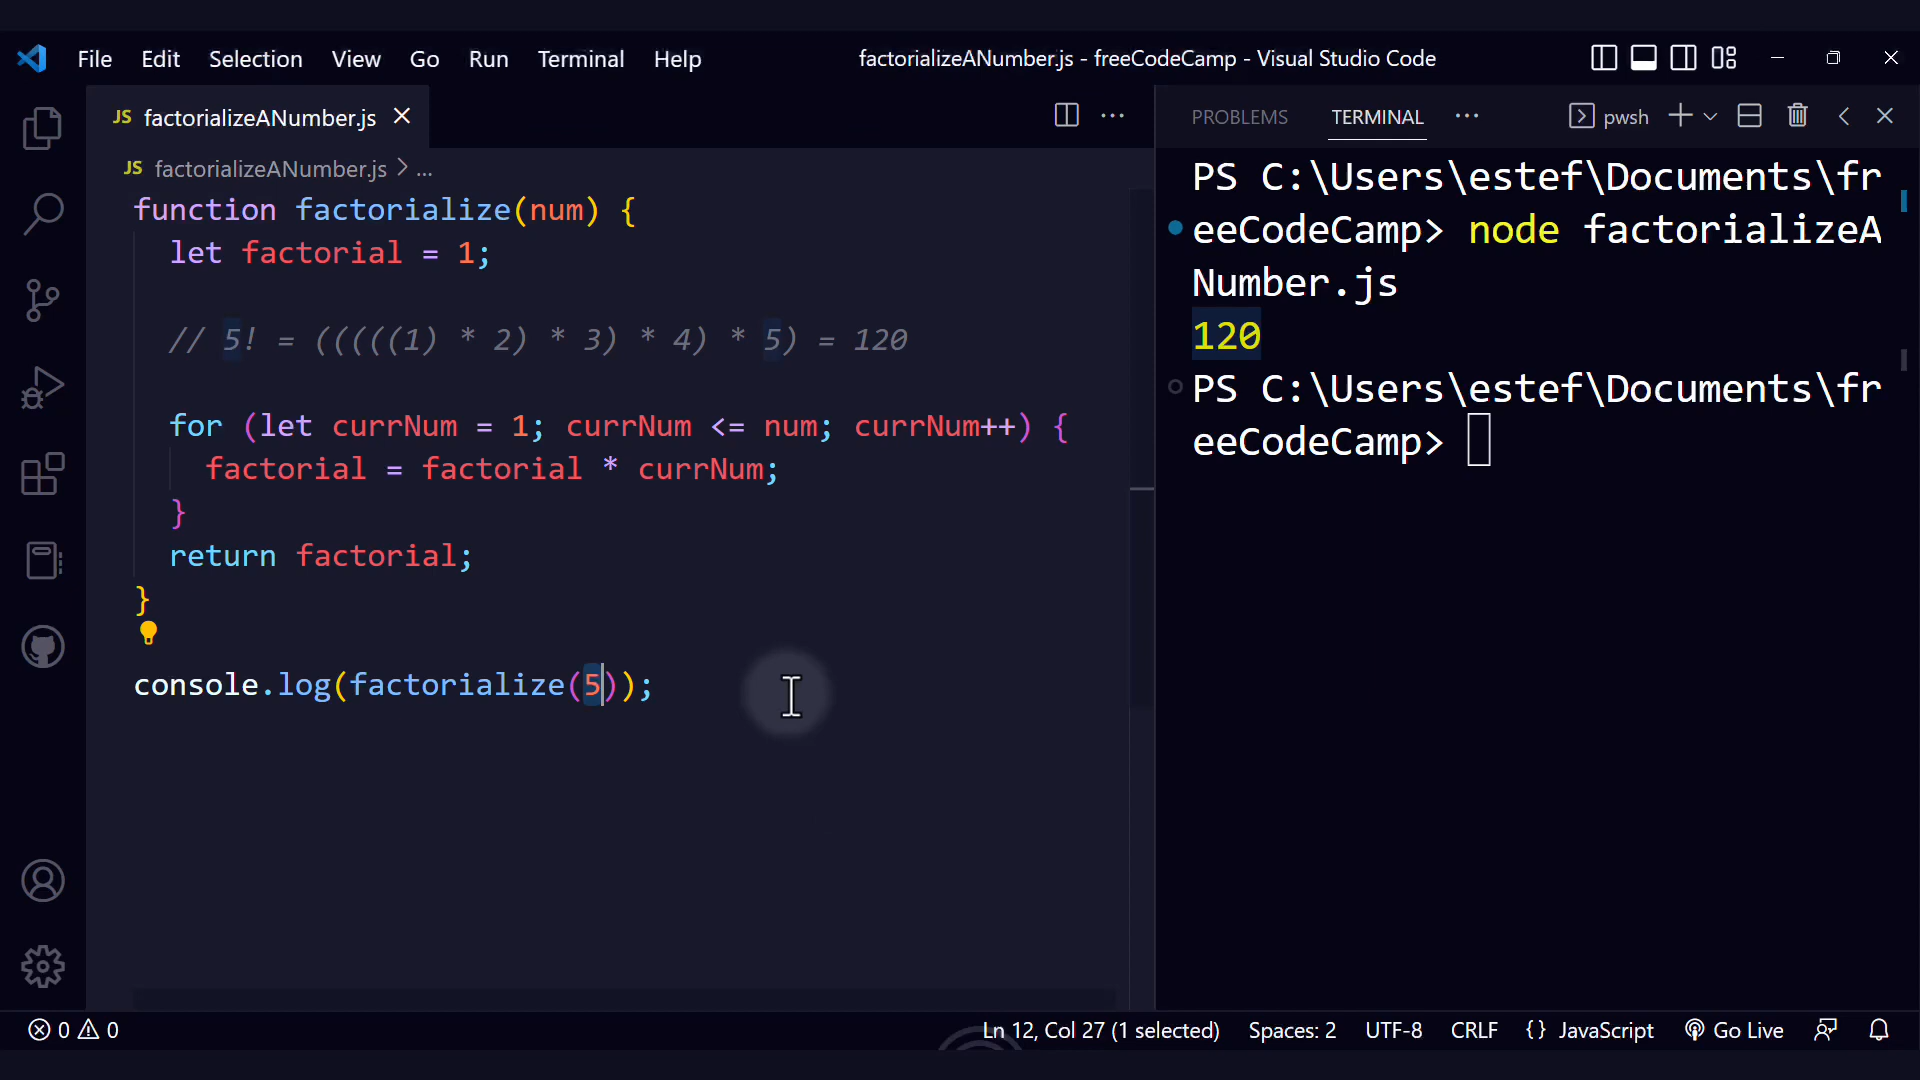 File Edit Selection View Go Run Terminal Help factorializeANumber.js - freeCodeCamp - Visual Studio Code
JS factorializeANumber.js
JS factorializeANumber.js > ...
function factorialize(num) {
  let factorial = 1;
  // 5! = (((((1) * 2) * 3) * 4) * 5) = 120
  for (let currNum = 1; currNum <= num; currNum++) {
    factorial = factorial * currNum;
  }
  return factorial;
}
console.log(factorialize(5));
PROBLEMS TERMINAL ... pwsh
PS C:\Users\estef\Documents\fr
eeCodeCamp> node factorializeA
Number.js
120
PS C:\Users\estef\Documents\fr
eeCodeCamp>
0 0 Ln 12, Col 27 (1 selected) Spaces: 2 UTF-8 CRLF {} JavaScript Go Live